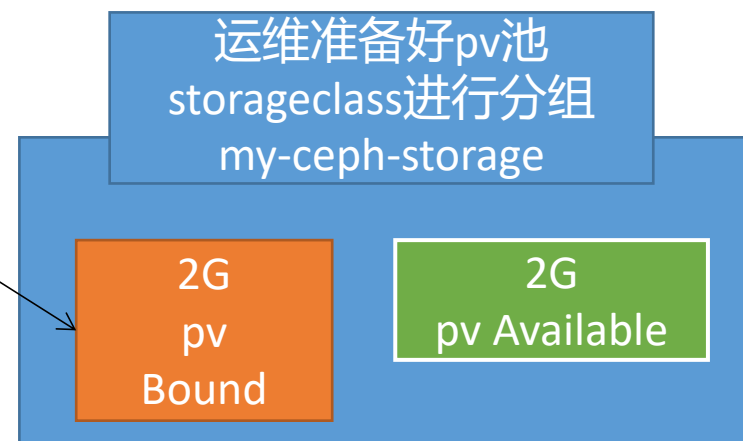 运维准备好pv池
storageclass进行分组
my-ceph-storage
2G
pv
Bound
2G
pv Available